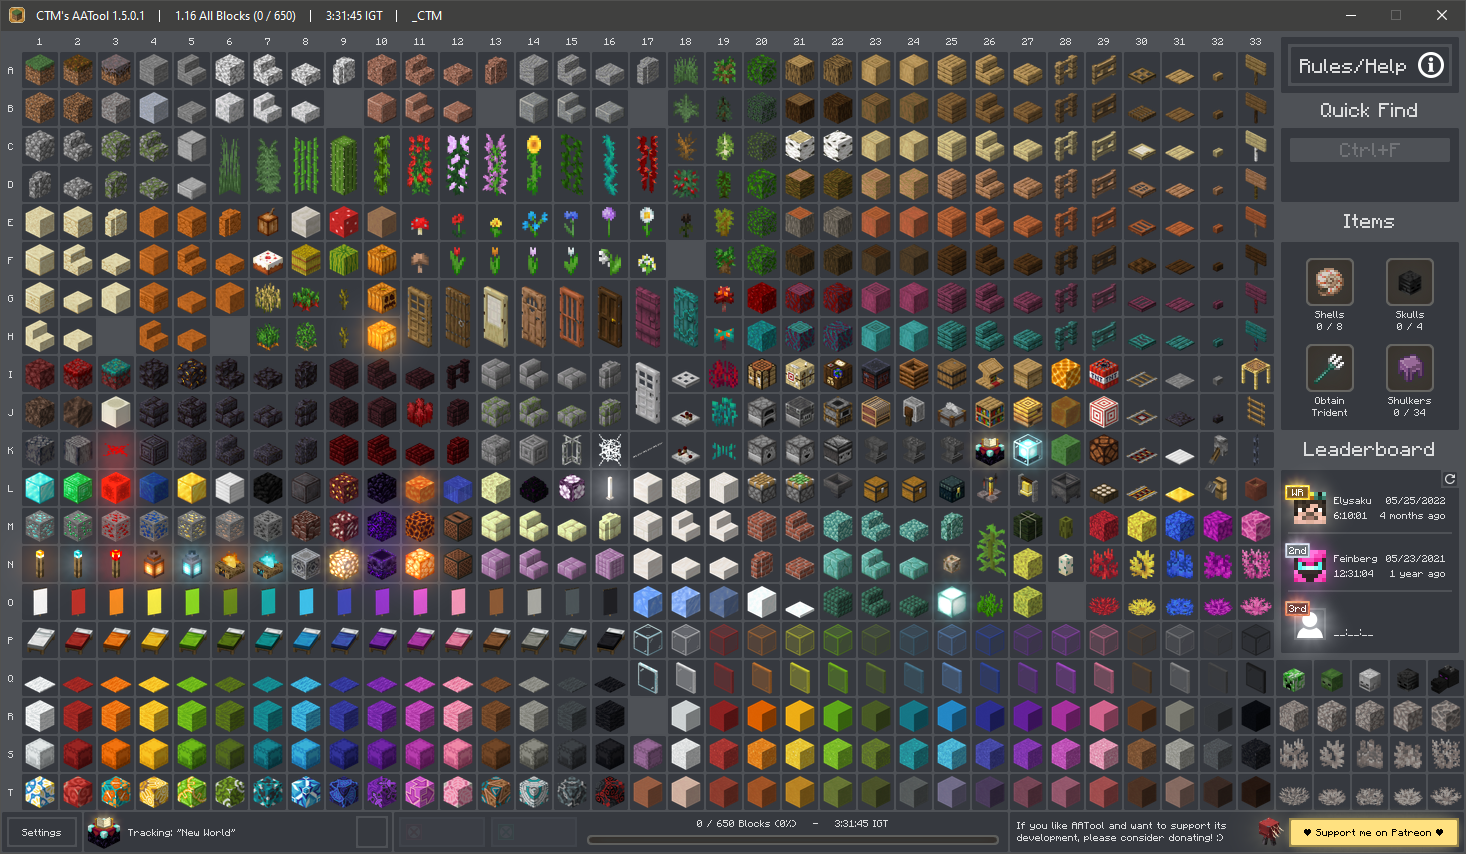 CTM's AATool 1.5.0.1 | 1.16 All Blocks (0 / 650) | 3:31:45 IGT | _CTM
1 2 3 4 5 6 7 8 9 10 11 12 13 14 15 16 17 18 19 20 21 22 23 24 25 26 27 28 29 30 31 32 33
A
B
C
D
E
F
G
H
I
J
K
L
M
N
O
P
Q
R
S
T
Rules/Help
Quick Find
Ctrl+F
Items
Shells
0 / 8
Skulls
0 / 4
Obtain
Trident
Shulkers
0 / 34
Leaderboard
WR
Elysaku 05/25/2022
6:10:01 4 months ago
2nd
Feinberg 05/23/2021
12:31:04 1 year ago
3rd
__:__:__
TNT
Settings
Tracking: "New World"
0 / 650 Blocks (0%) - 3:31:45 IGT
If you like AATool and want to support its
development, please consider donating! :)
♥ Support me on Patreon ♥